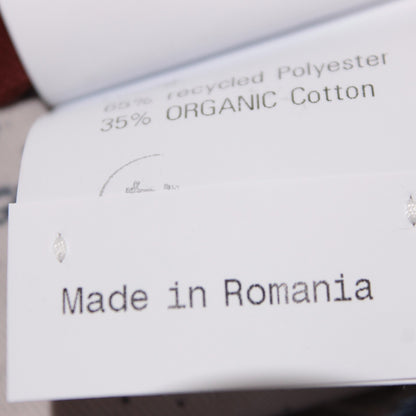 65% recycled Polyester
35% ORGANIC Cotton
Made in Romania